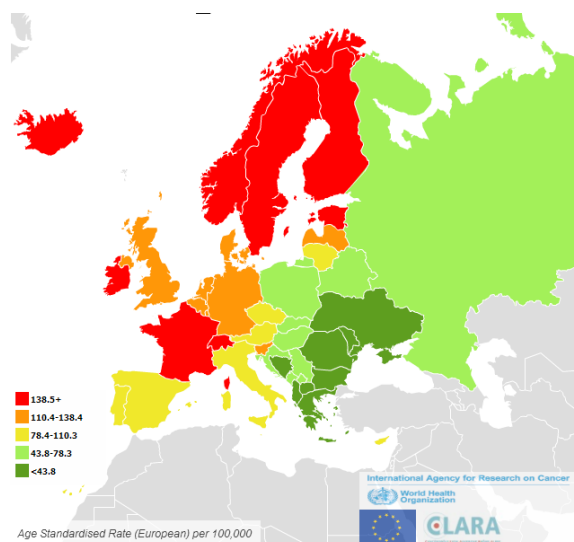 138.5+
110.4-138.4
78.4-110.3
43.8-78.3
<43.8
International Agency for Research on Cancer
World Health
Organization
CLARA
Age Standardised Rate (European) per 100,000